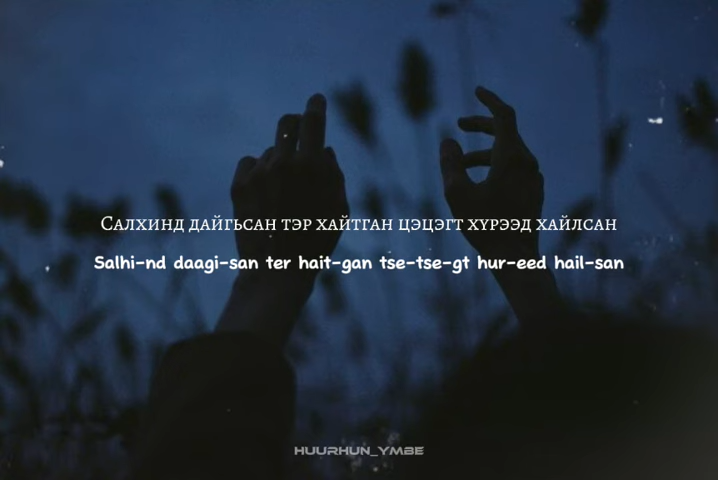 Салхинд дайгьсан тэр хайтган цэцэгт хүрээд хайлсан
Salhi-nd daagi-san ter hait-gan tse-tse-gt hur-eed hail-san
HUURHUN_YMBE